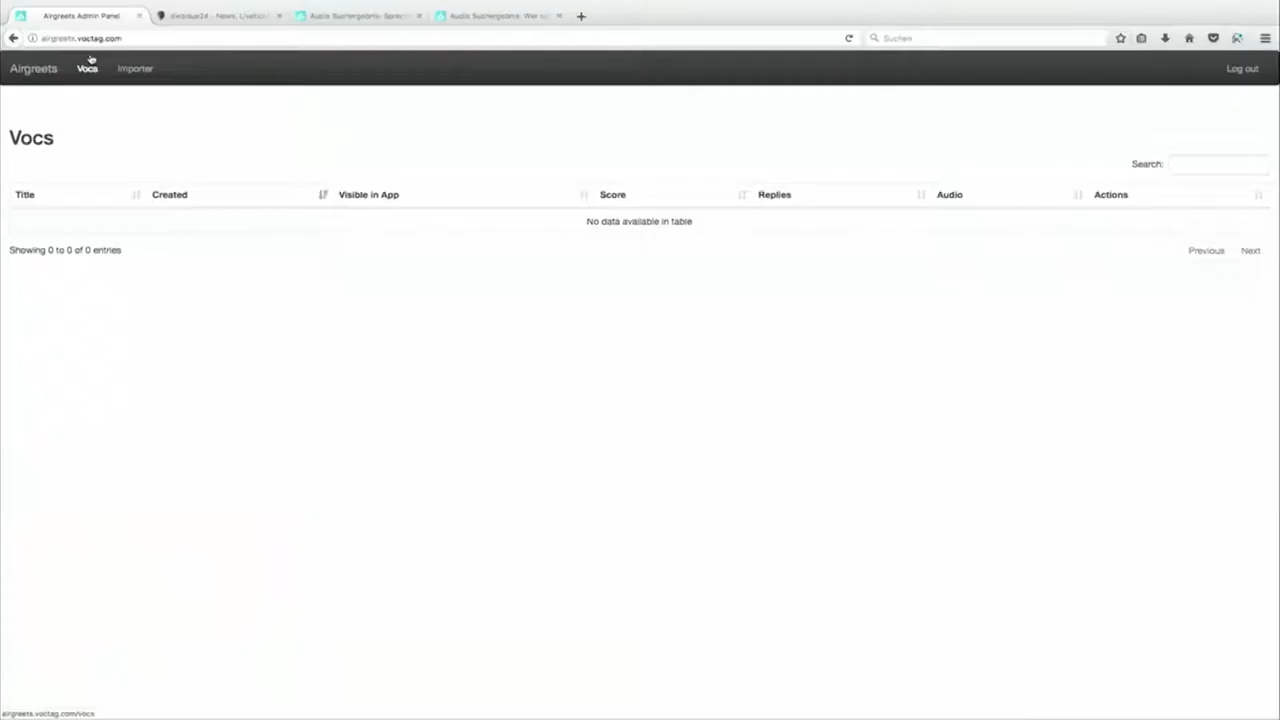 Airgreets Admin Panel
airgreets.voctag.com
Suchen
Airgreets Vocs Importer Log out
Vocs
Search:
Title Created Visible in App Score Replies Audio Actions
No data available in table
Showing 0 to 0 of 0 entries
Previous Next
airgreets.voctag.com/vocs